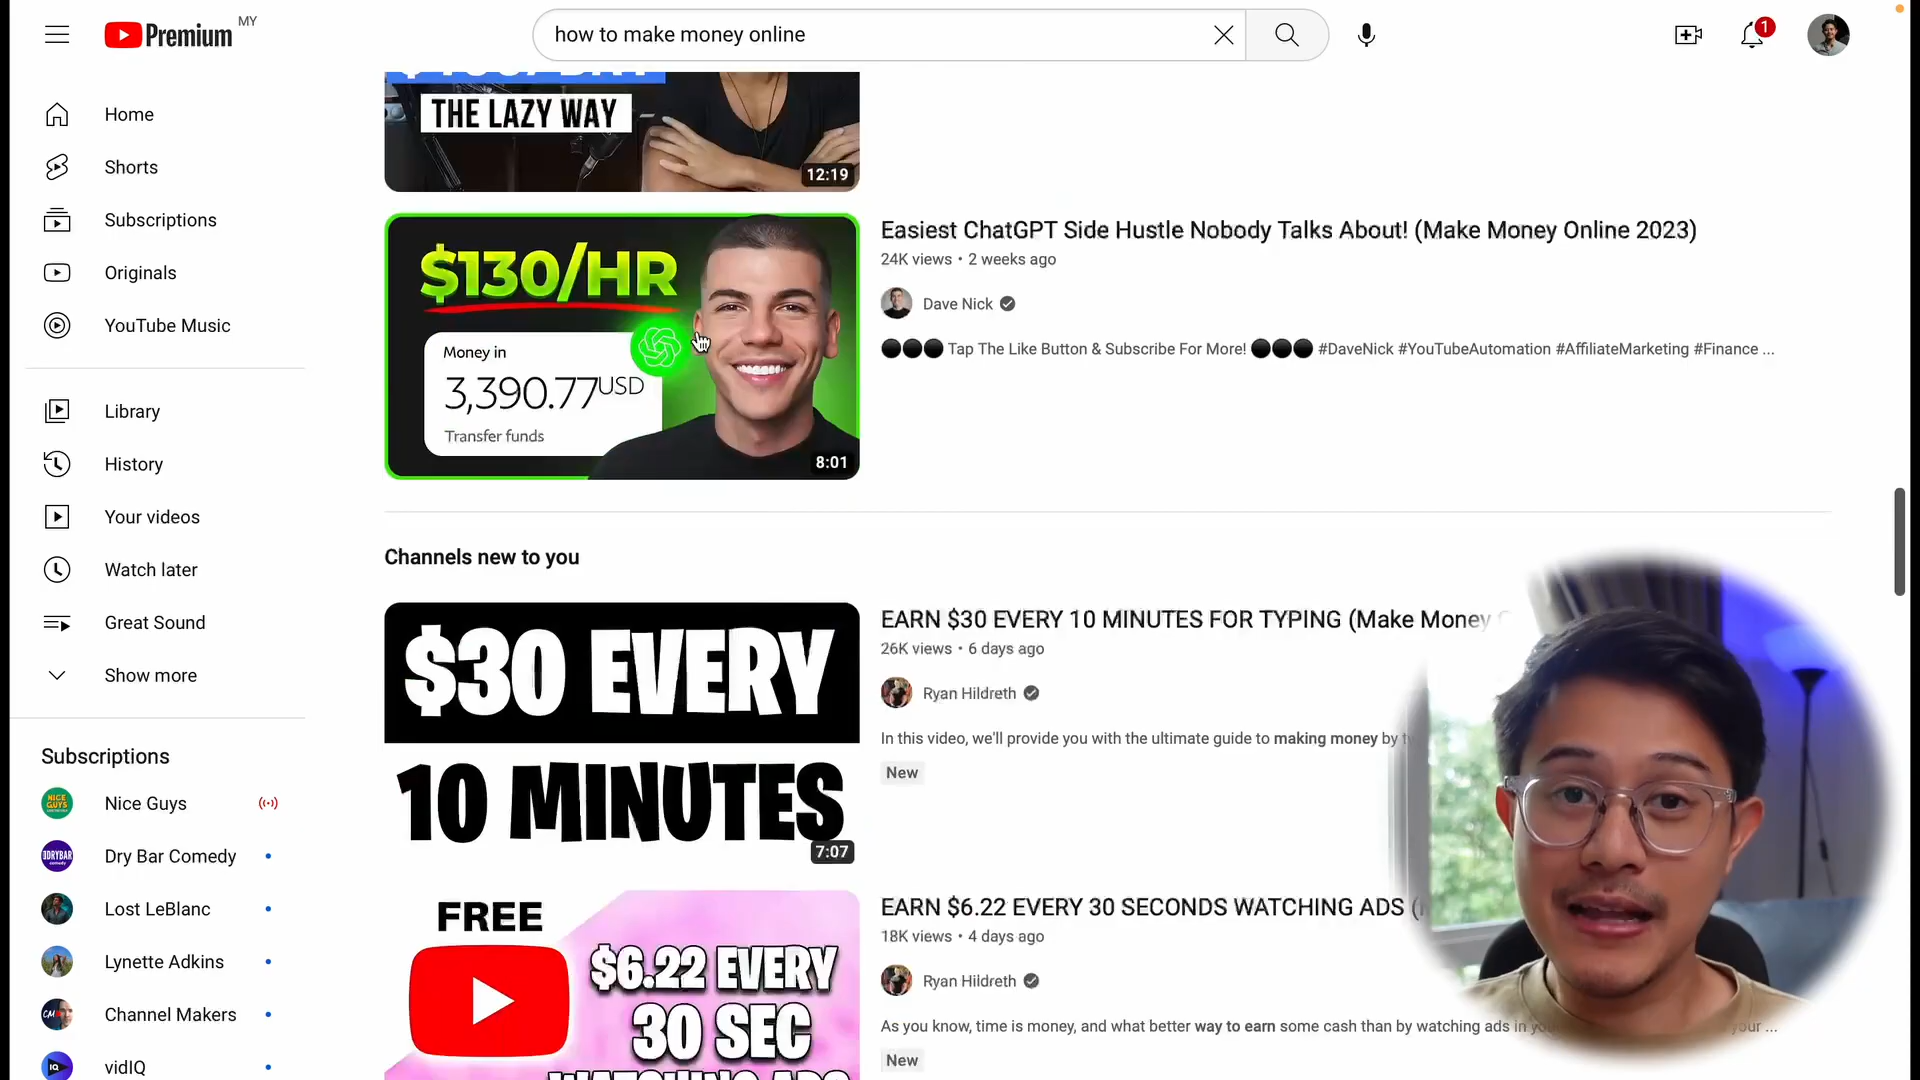 Premium
MY
how to make money online
1
Home
Shorts
Subscriptions
Originals
YouTube Music
Library
History
Your videos
Watch later
Great Sound
Show more
Subscriptions
Nice Guys
Dry Bar Comedy
Lost LeBlanc
Lynette Adkins
Channel Makers
vidIQ
THE LAZY WAY
12:19
$130/HR
Money in
3,390.77 USD
Transfer funds
8:01
Easiest ChatGPT Side Hustle Nobody Talks About! (Make Money Online 2023)
24K views • 2 weeks ago
Dave Nick
Tap The Like Button & Subscribe For More! #DaveNick #YouTubeAutomation #AffiliateMarketing #Finance ...
Channels new to you
$30 EVERY
10 MINUTES
7:07
EARN $30 EVERY 10 MINUTES FOR TYPING (Make Money
26K views • 6 days ago
Ryan Hildreth
In this video, we'll provide you with the ultimate guide to making money by
New
FREE
$6.22 EVERY
30 SEC
WATCHING ADS
EARN $6.22 EVERY 30 SECONDS WATCHING ADS (
18K views • 4 days ago
Ryan Hildreth
As you know, time is money, and what better way to earn some cash than by watching ads in
New